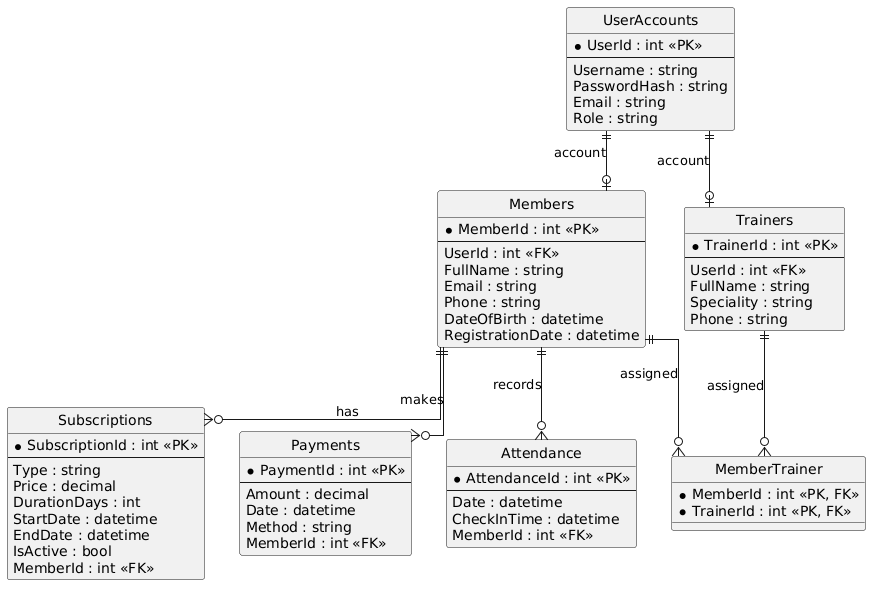 UserAccounts
UserId : int «PK»
Username : string
PasswordHash : string
Email : string
Role : string
account
account
Members
MemberId : int «PK»
UserId : int «FK»
FullName : string
Email : string
Phone : string
DateOfBirth : datetime
RegistrationDate : datetime
Trainers
TrainerId : int «PK»
UserId : int «FK»
FullName : string
Speciality : string
Phone : string
has
makes
records
assigned
assigned
Subscriptions
SubscriptionId : int «PK»
Type : string
Price : decimal
DurationDays : int
StartDate : datetime
EndDate : datetime
IsActive : bool
MemberId : int «FK»
Payments
PaymentId : int «PK»
Amount : decimal
Date : datetime
Method : string
MemberId : int «FK»
Attendance
AttendanceId : int «PK»
Date : datetime
CheckInTime : datetime
MemberId : int «FK»
MemberTrainer
MemberId : int «PK, FK»
TrainerId : int «PK, FK»